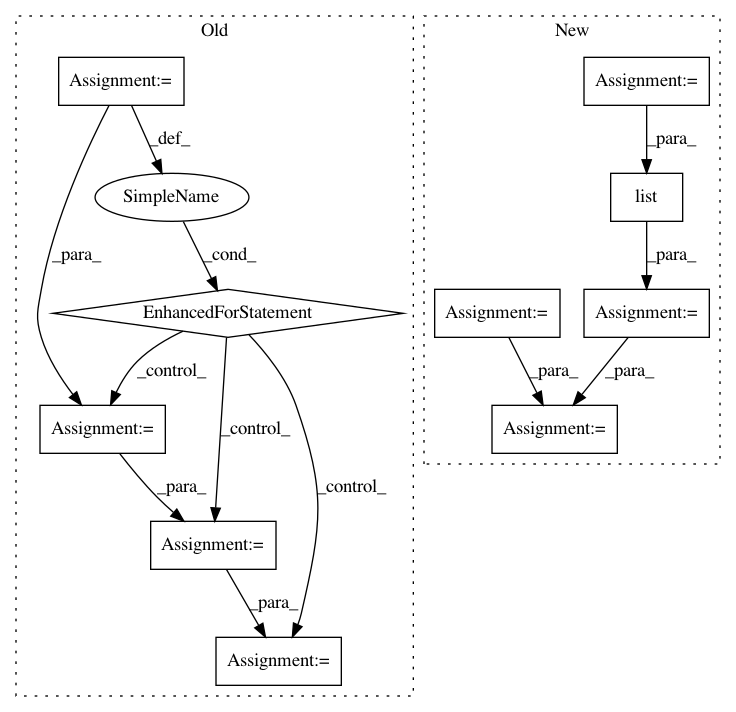 Old
New
Assignment:=
Assignment:=
_def_
_para_
SimpleName
list
_para_
_cond_
_para_
EnhancedForStatement
Assignment:=
Assignment:=
_control_
_para_
_para_
Assignment:=
_control_
Assignment:=
_para_
_control_
Assignment:=
_para_
Assignment:=